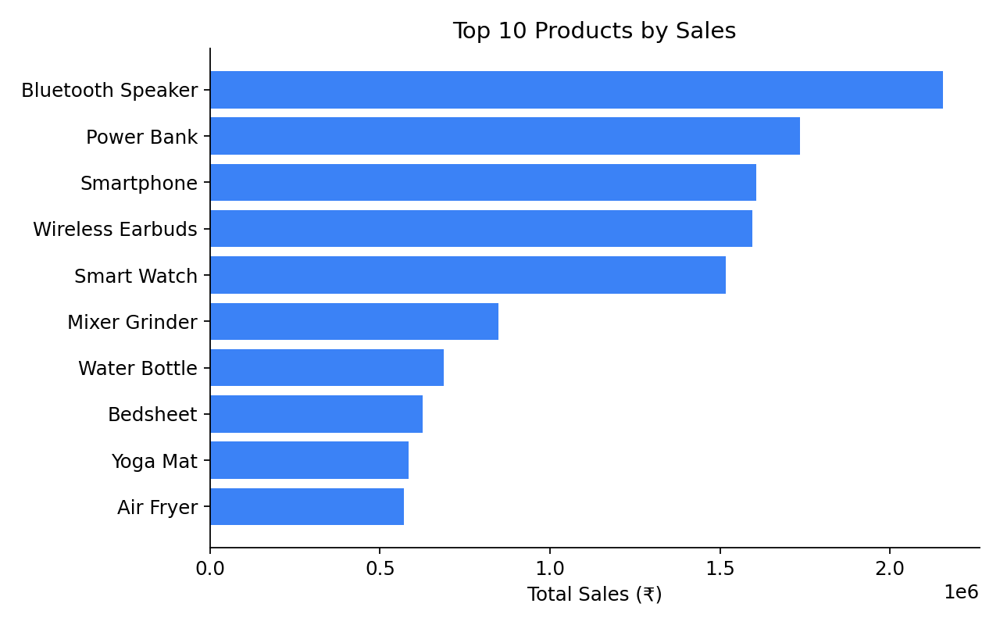 Top 10 Products by Sales
Bluetooth Speaker
Power Bank
Smartphone
Wireless Earbuds
Smart Watch
Mixer Grinder
Water Bottle
Bedsheet
Yoga Mat
Air Fryer
0.0 0.5 1.0 1.5 2.0
1e6
Total Sales (₹)